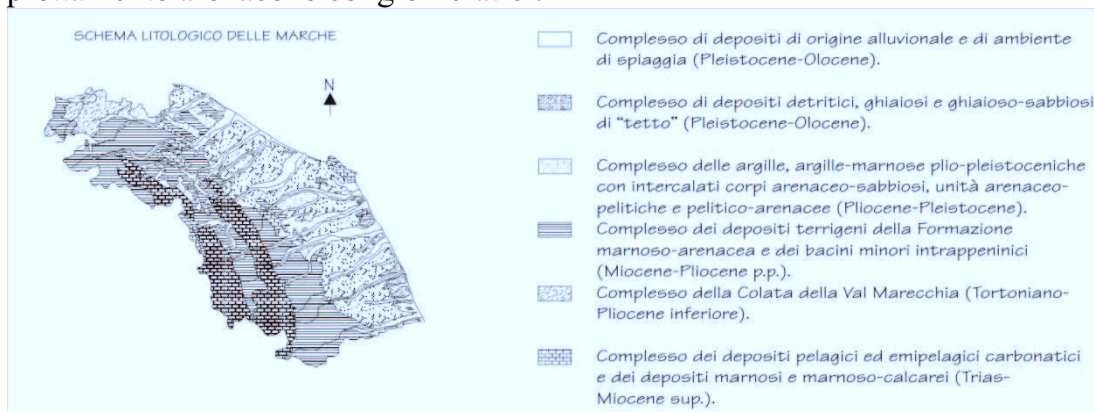 SCHEMA LITOLOGICO DELLE MARCHE
N
Complesso di depositi di origine alluvionale e di ambiente
di spiaggia (Pleistocene-Olocene).
Complesso di depositi detritici, ghiaiosi e ghiaioso-sabbiosi
di "tetto" (Pleistocene-Olocene).
Complesso delle argille, argille-marnose plio-pleistoceniche
con intercalati corpi arenaceo-sabbiosi, unità arenaceo-
pelitiche e pelitico-arenacee (Pliocene-Pleistocene).
Complesso dei depositi terrigeni della Formazione
marnoso-arenacea e dei bacini minori intrappeninici
(Miocene-Pliocene p.p.).
Complesso della Colata della Val Marecchia (Tortoniano-
Pliocene inferiore).
Complesso dei depositi pelagici ed emipelagici carbonatici
e dei depositi marnosi e marnoso-calcarei (Trias-
Miocene sup.).